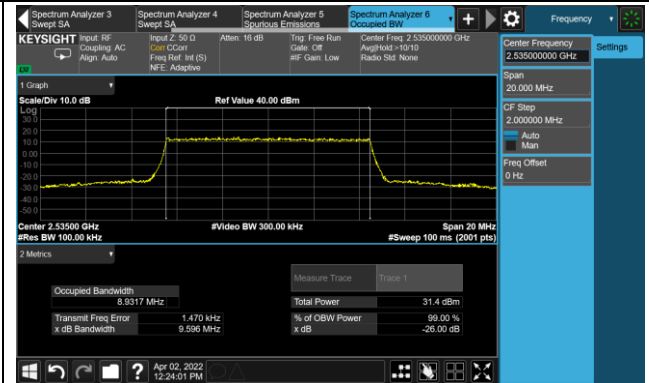 Spectrum Analyzer 3
Swept SA
Spectrum Analyzer 4
Swept SA
Spectrum Analyzer 5
Spurious Emissions
Spectrum Analyzer 6
Occupied BW
Frequency
KEYSIGHT
Input: RF
Coupling: AC
Align: Auto
Input Z: 50 Ω
Corr CCorr
Freq Ref: Int (S)
NFE: Adaptive
Atten: 16 dB
Trig: Free Run
Gate: Off
#IF Gain: Low
Center Freq: 2.535000000 GHz
Avg|Hold:>10/10
Radio Std: None
Center Frequency
2.535000000 GHz
Settings
Span
20.000 MHz
CF Step
2.000000 MHz
Auto
Man
Freq Offset
0 Hz
1 Graph
Scale/Div 10.0 dB
Ref Value 40.00 dBm
Log
30.0
20.0
10.0
0.00
-10.0
-20.0
-30.0
-40.0
-50.0
Center 2.53500 GHz
#Video BW 300.00 kHz
Span 20 MHz
#Res BW 100.00 kHz
#Sweep 100 ms (2001 pts)
2 Metrics
Measure Trace
Trace 1
Occupied Bandwidth
8.9317 MHz
Total Power
31.4 dBm
Transmit Freq Error
1.470 kHz
% of OBW Power
99.00 %
x dB Bandwidth
9.596 MHz
x dB
-26.00 dB
Apr 02, 2022
12:24:01 PM